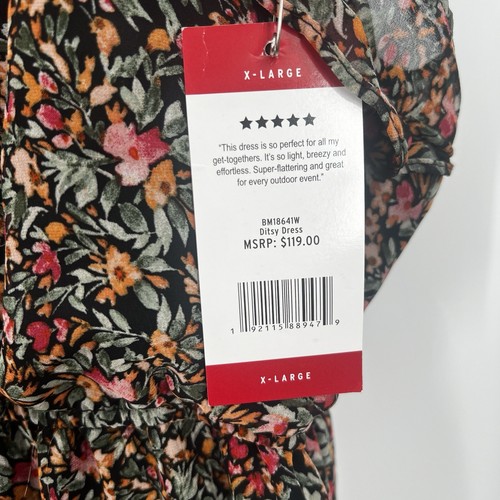 X-LARGE
"This dress is so perfect for all my
get-togethers. It's so light, breezy and
effortless. Super-flattering and great
for every outdoor event."
BM18641W
Ditsy Dress
MSRP: $119.00
1 92115 88947 9
X-LARGE